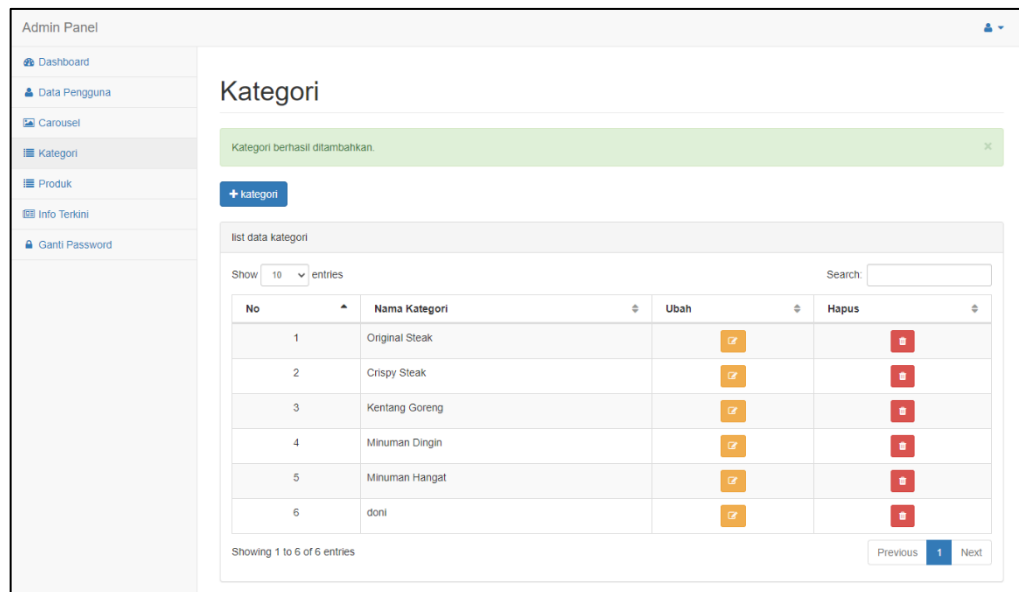 Admin Panel
Dashboard
Data Pengguna
Carousel
Kategori
Produk
Info Terkini
Ganti Password
Kategori
Kategori berhasil ditambahkan.
×
+ kategori
list data kategori
Show 10 entries Search:
No Nama Kategori Ubah Hapus
1 Original Steak
2 Crispy Steak
3 Kentang Goreng
4 Minuman Dingin
5 Minuman Hangat
6 doni
Showing 1 to 6 of 6 entries Previous 1 Next